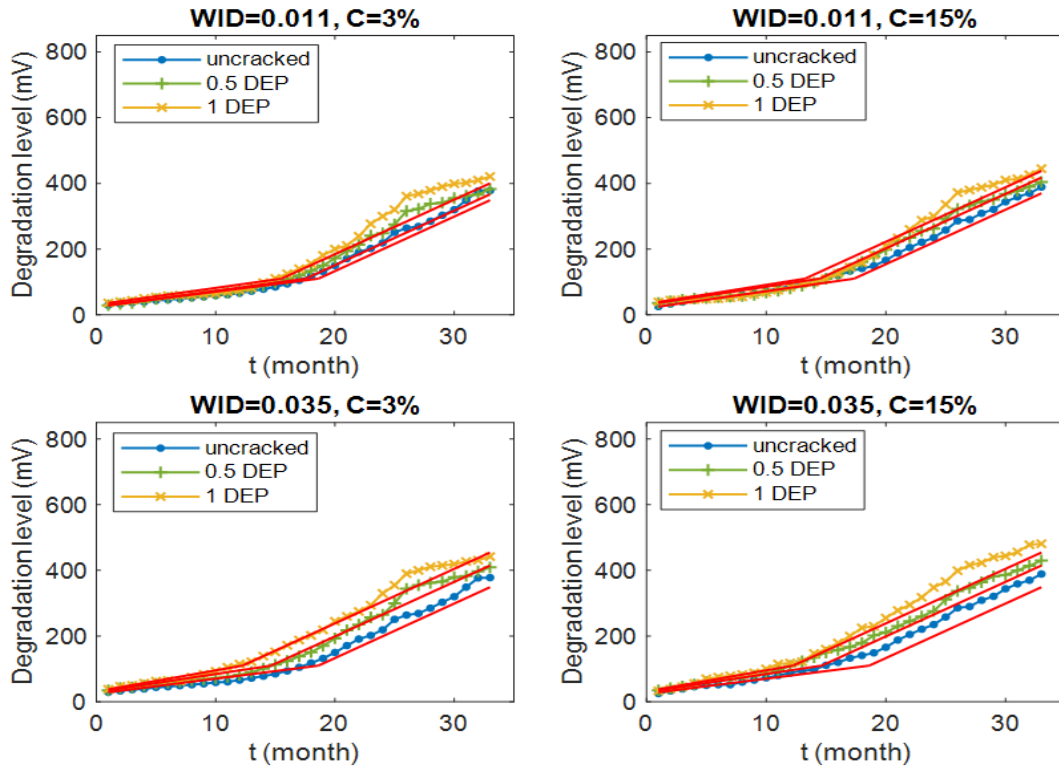 WID=0.011, C=3%
800
600
400
200
0
Degradation level (mV)
uncracked
0.5 DEP
1 DEP
0 10 20 30
t (month)
WID=0.011, C=15%
800
600
400
200
0
Degradation level (mV)
uncracked
0.5 DEP
1 DEP
0 10 20 30
t (month)
WID=0.035, C=3%
800
600
400
200
0
Degradation level (mV)
uncracked
0.5 DEP
1 DEP
0 10 20 30
t (month)
WID=0.035, C=15%
800
600
400
200
0
Degradation level (mV)
uncracked
0.5 DEP
1 DEP
0 10 20 30
t (month)